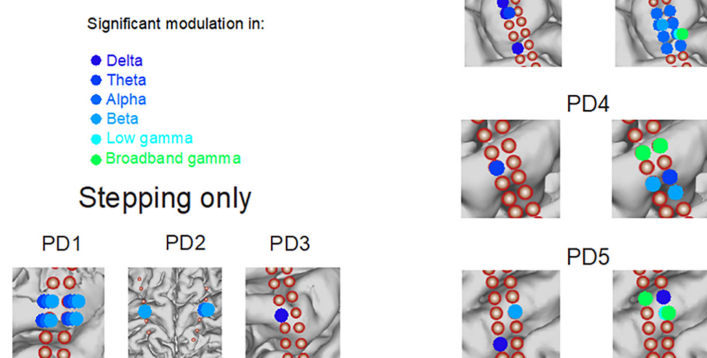 Significant modulation in:
Delta
Theta
Alpha
Beta
Low gamma
Broadband gamma
Stepping only
PD1
PD2
PD3
PD4
PD5